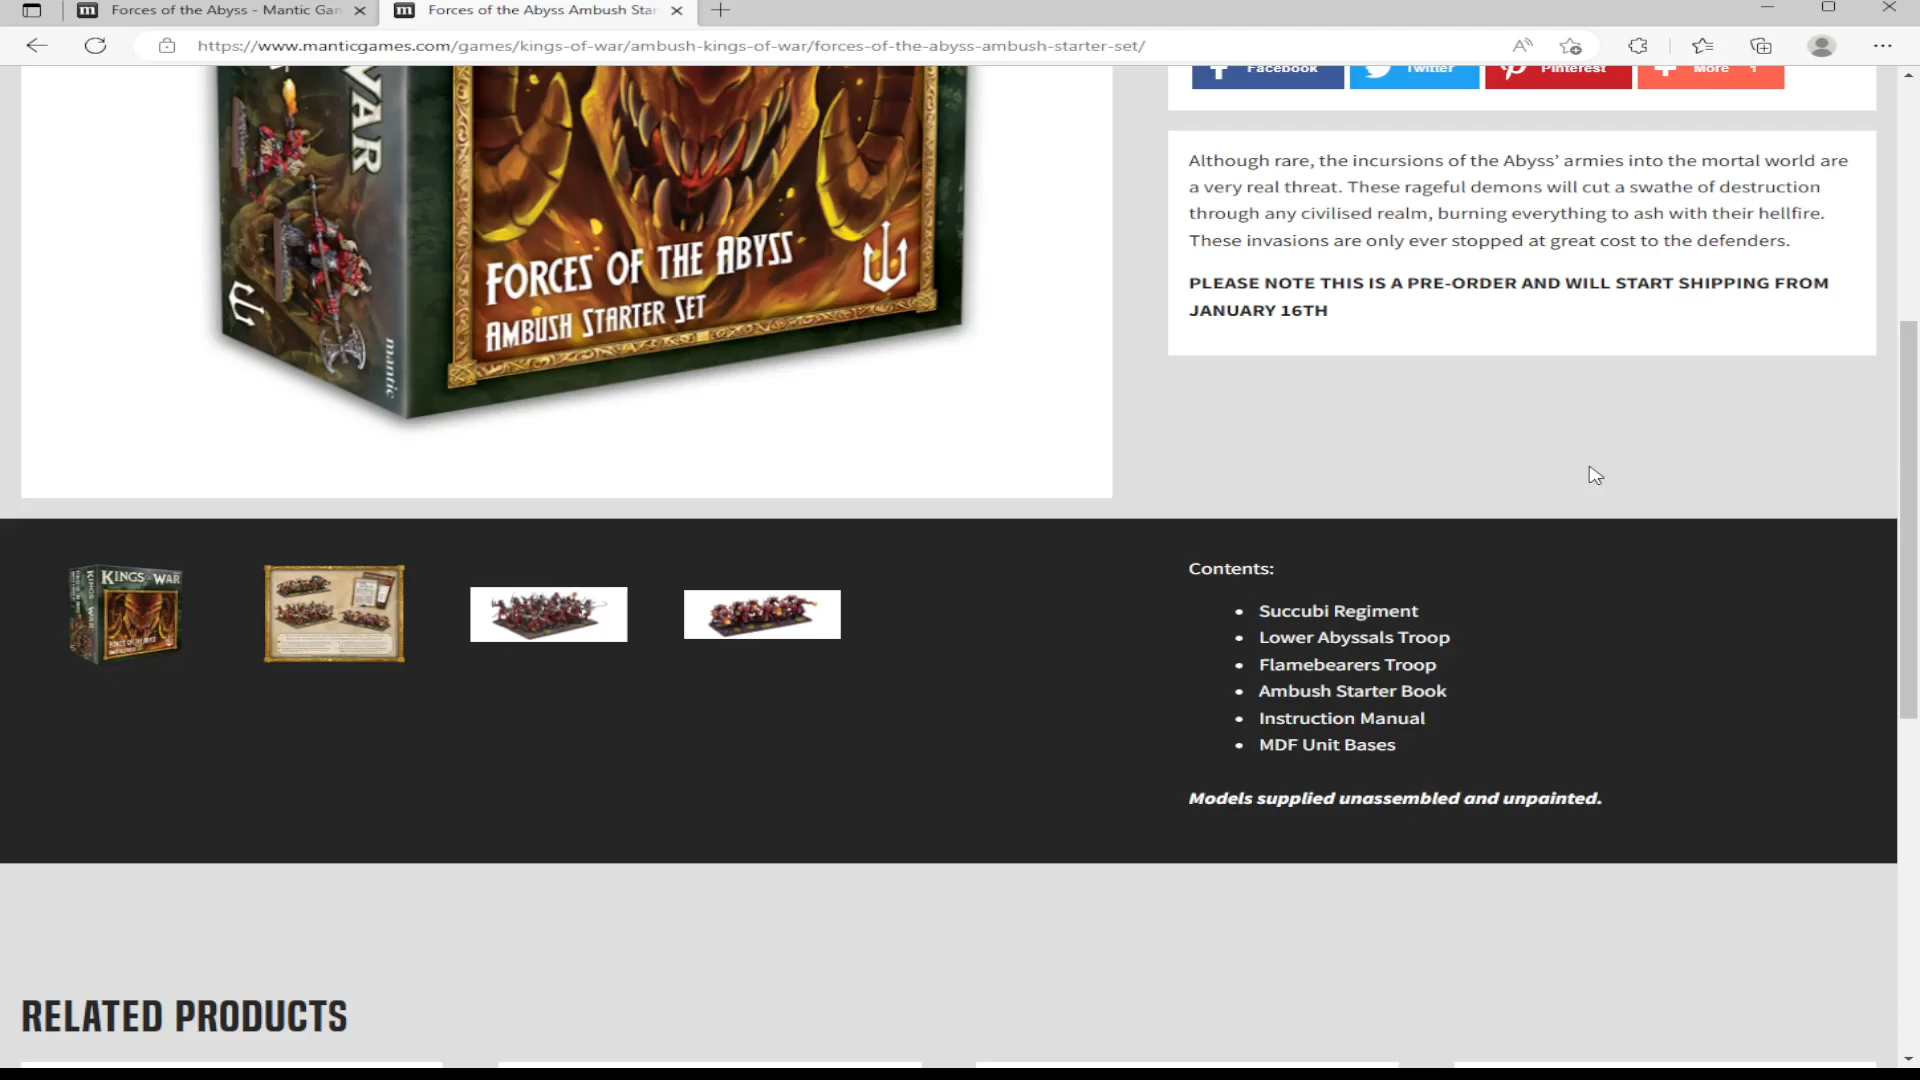 Forces of the Abyss - Mantic Gam
Forces of the Abyss Ambush Star
https://www.manticgames.com/games/kings-of-war/ambush-kings-of-war/forces-of-the-abyss-ambush-starter-set/
Facebook
Twitter
Pinterest
More
1
WAR
FORCES OF THE ABYSS
AMBUSH STARTER SET
mantic
Although rare, the incursions of the Abyss’ armies into the mortal world are
a very real threat. These rageful demons will cut a swathe of destruction
through any civilised realm, burning everything to ash with their hellfire.
These invasions are only ever stopped at great cost to the defenders.
PLEASE NOTE THIS IS A PRE-ORDER AND WILL START SHIPPING FROM
JANUARY 16TH
KINGS OF WAR
FORCES OF THE ABYSS
Contents:
• Succubi Regiment
• Lower Abyssals Troop
• Flamebearers Troop
• Ambush Starter Book
• Instruction Manual
• MDF Unit Bases
Models supplied unassembled and unpainted.
RELATED PRODUCTS